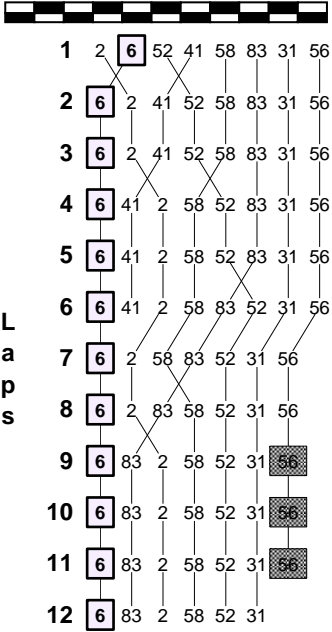 1 2 6 52 41 58 83 31 56
2 6 2 41 52 58 83 31 56
3 6 2 41 52 58 83 31 56
4 6 41 2 58 52 83 31 56
5 6 41 2 58 52 83 31 56
6 6 41 2 58 83 52 31 56
7 6 2 58 83 52 31 56
8 6 2 83 58 52 31 56
9 6 83 2 58 52 31 56
10 6 83 2 58 52 31 56
11 6 83 2 58 52 31 56
12 6 83 2 58 52 31
Laps